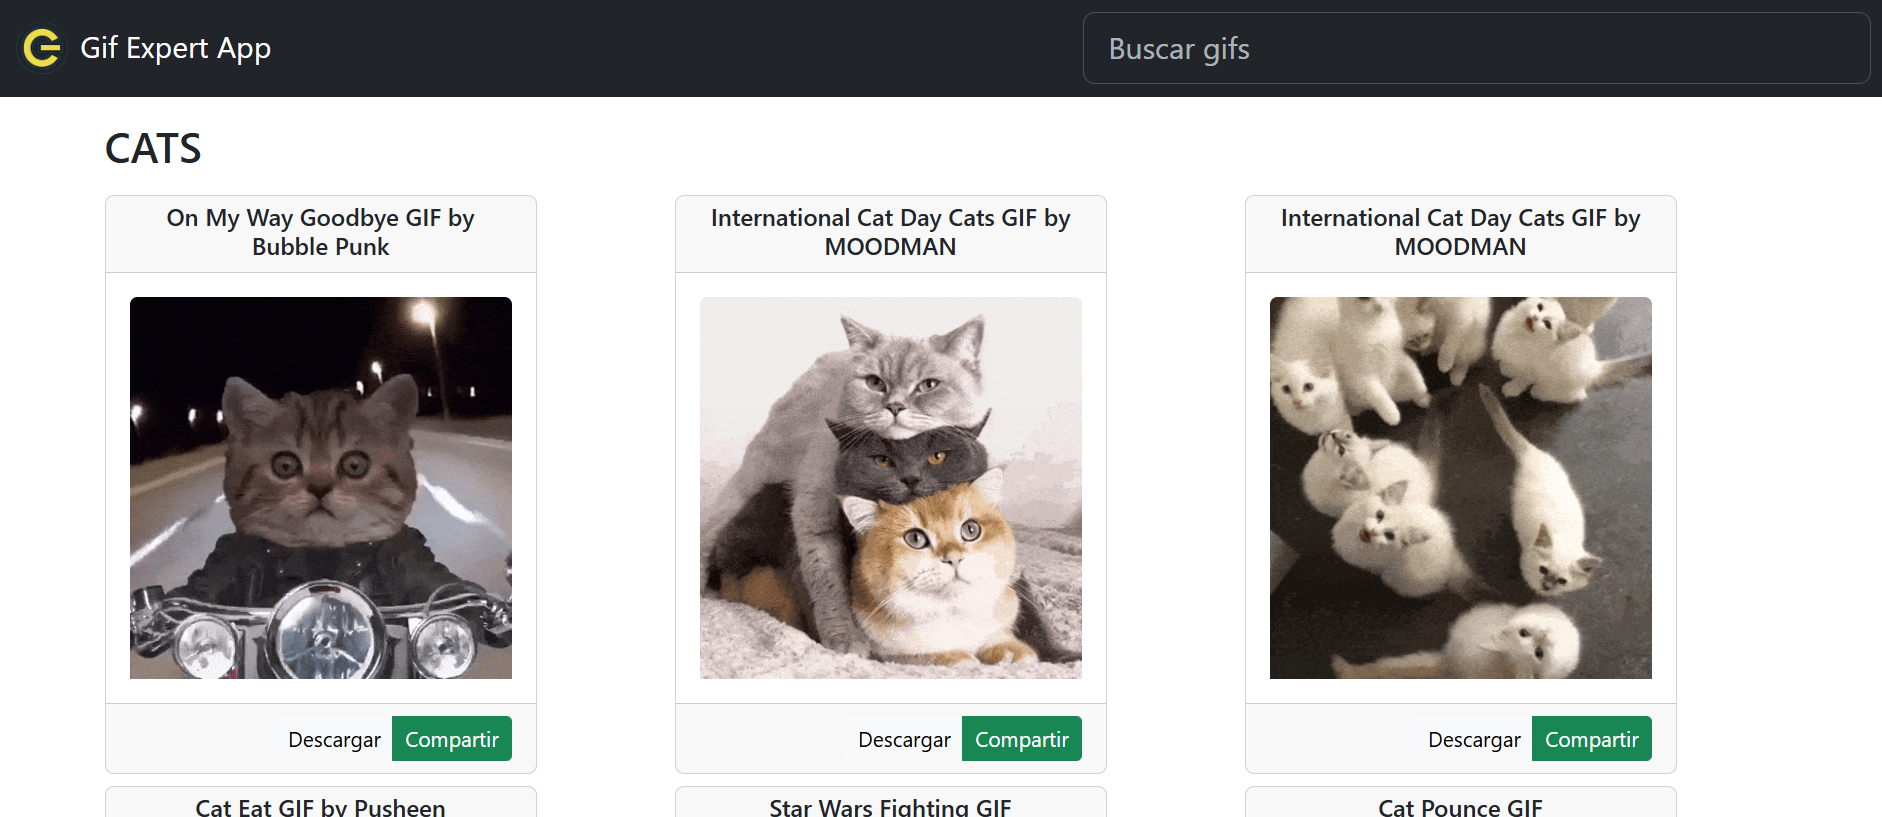 Gif Expert App
Buscar gifs
CATS
On My Way Goodbye GIF by
Bubble Punk
International Cat Day Cats GIF by
MOODMAN
International Cat Day Cats GIF by
MOODMAN
Descargar Compartir
Descargar Compartir
Descargar Compartir
Cat Eat GIF by Pusheen
Star Wars Fighting GIF
Cat Pounce GIF